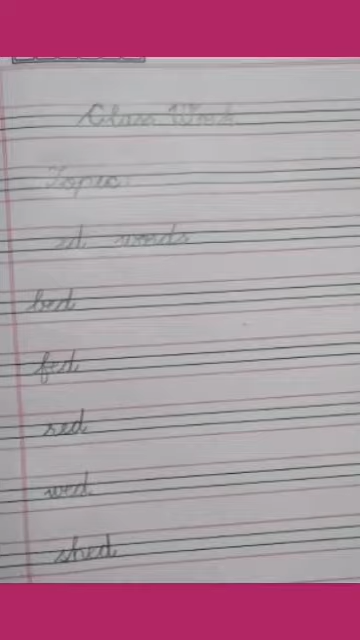 Class Work
Topic:
ed words
bed
fed
red
wed
shed